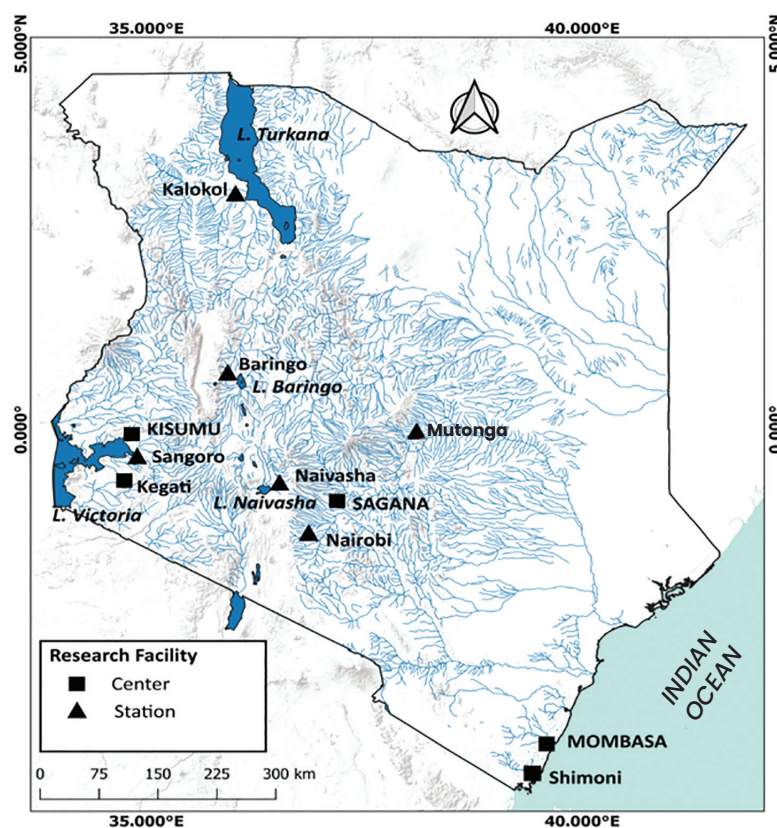 35.000°E
40.000°E
5.000°N
5.000°N
L. Turkana
Kalokol
Baringo
L. Baringo
KISUMU
Mutonga
0.000°
0.000°
Sangoro
Naivasha
Kegati
L. Naivasha
SAGANA
L. Victoria
Nairobi
INDIAN
OCEAN
Research Facility
Center
Station
MOMBASA
Shimoni
0 75 150 225 300 km
35.000°E
40.000°E